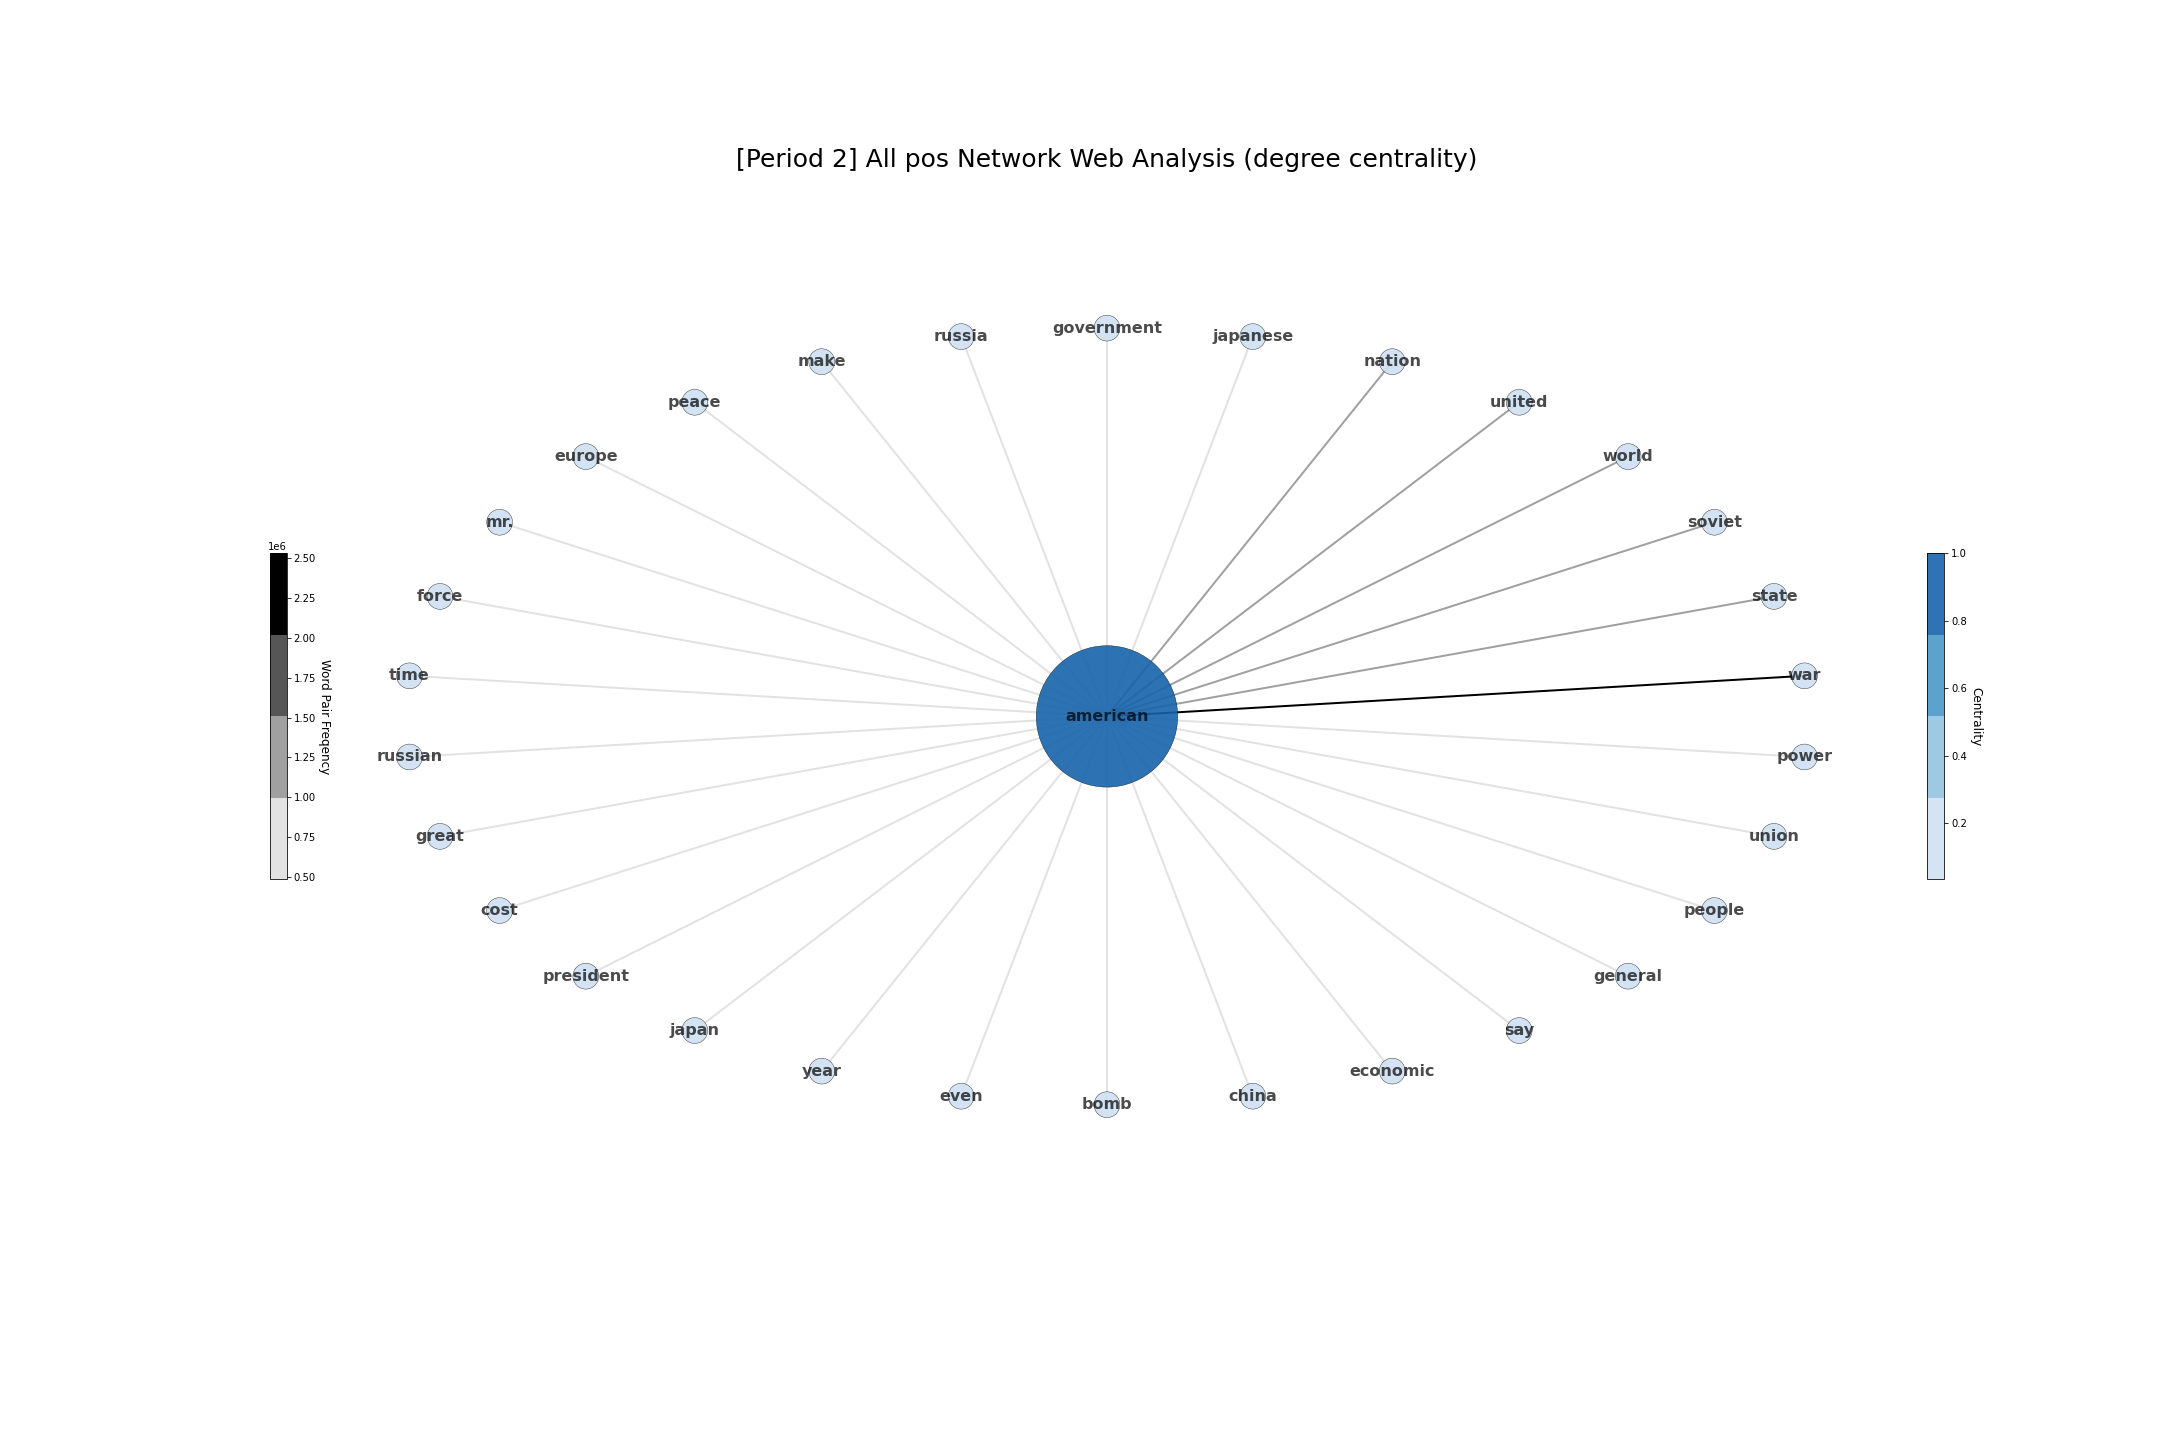 [Period 2] All pos Network Web Analysis (degree centrality)
government
russia
japanese
make
nation
peace
united
europe
world
mr.
soviet
force
state
time
war
american
russian
power
great
union
cost
people
president
general
japan
say
year
economic
even
china
bomb
1e6
2.50
2.25
2.00
1.75
1.50
1.25
1.00
0.75
0.50
Word Pair Freqency
1.0
0.8
0.6
0.4
0.2
Centrality